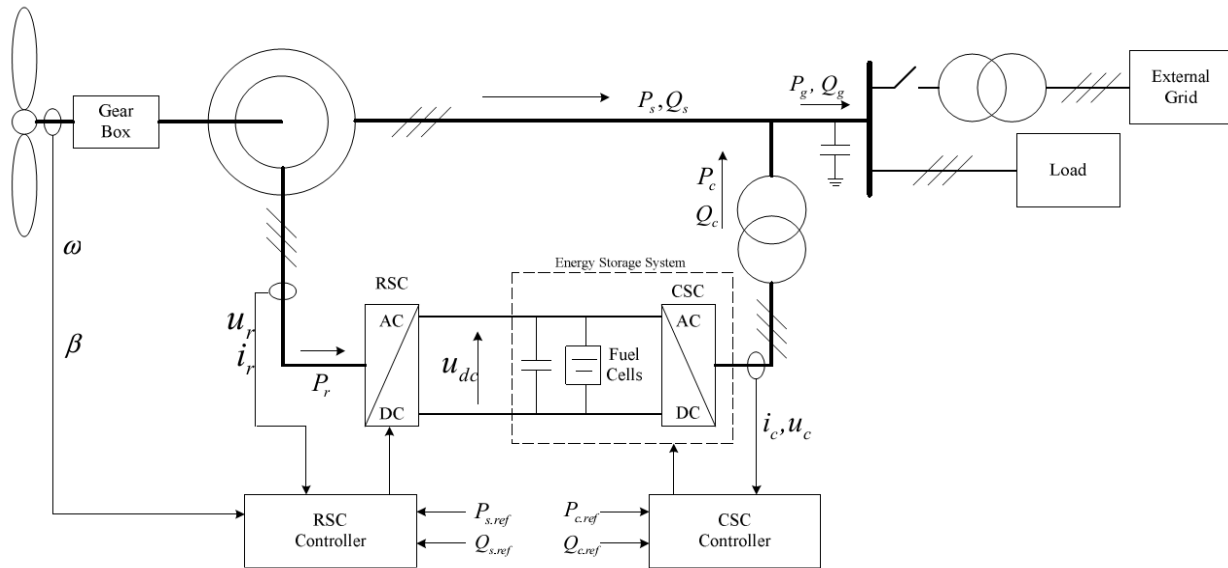 Gear
Box
P_s, Q_s
P_g, Q_g
External
Grid
Load
P_c
Q_c
ω
β
u_r
i_r
P_r
RSC
AC
DC
u_dc
Energy Storage System
Fuel
Cells
CSC
AC
DC
i_c, u_c
RSC
Controller
P_s.ref
Q_s.ref
P_c.ref
Q_c.ref
CSC
Controller